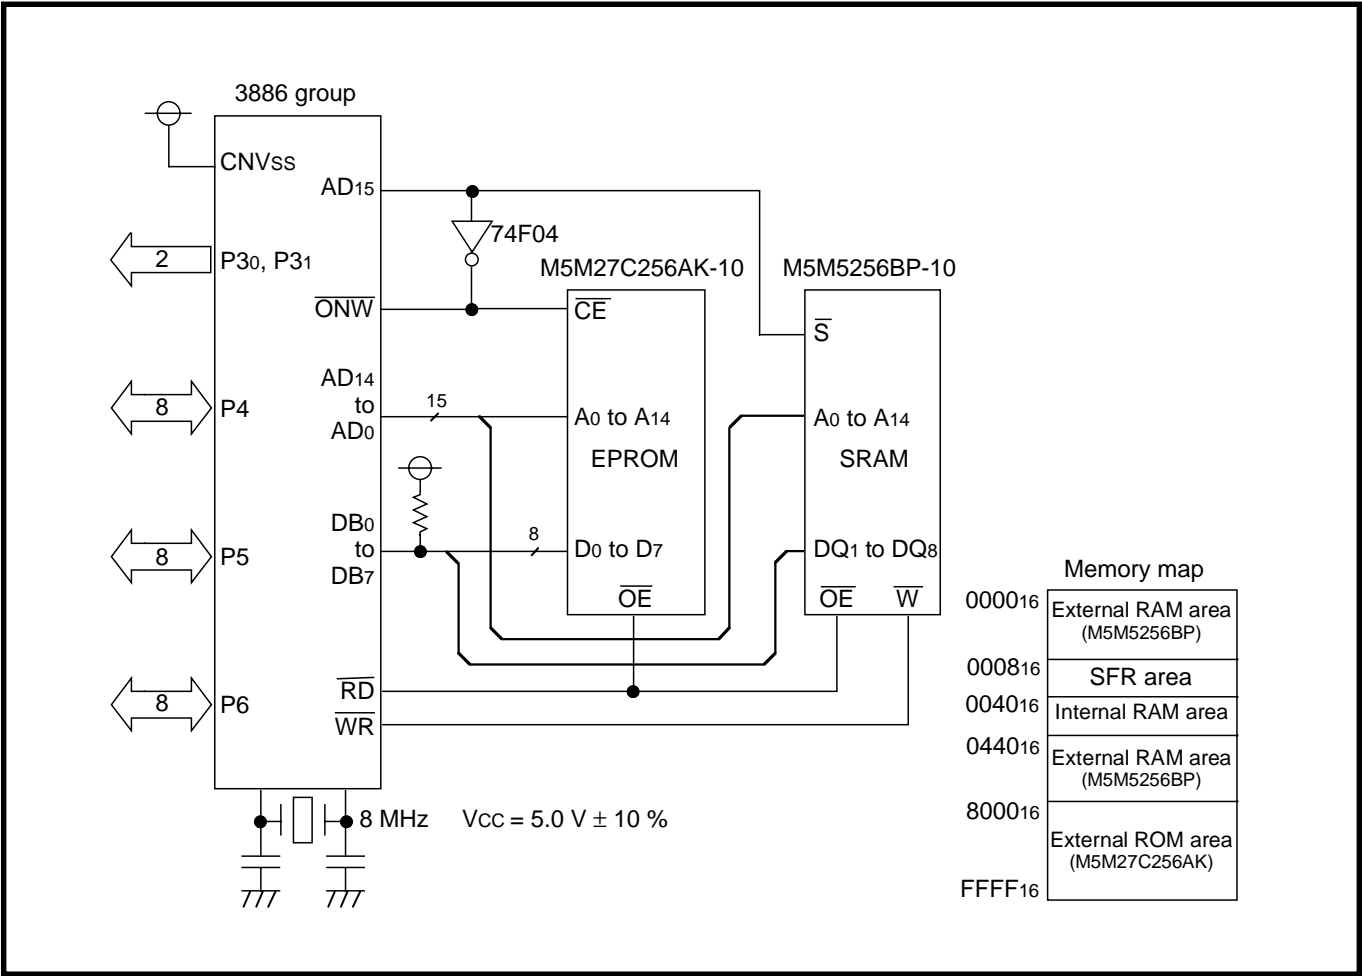 3886 group
CNVSS
AD15
74F04
2
P30, P31
M5M27C256AK-10
M5M5256BP-10
ONW
CE
S
AD14
to
AD0
15
8
P4
A0 to A14
A0 to A14
EPROM
SRAM
DB0
to
DB7
8
8
P5
D0 to D7
DQ1 to DQ8
OE
OE
W
8
P6
RD
WR
8 MHz
VCC = 5.0 V ± 10 %
Memory map
000016
External RAM area
(M5M5256BP)
000816
SFR area
004016
Internal RAM area
044016
External RAM area
(M5M5256BP)
800016
External ROM area
(M5M27C256AK)
FFFF16